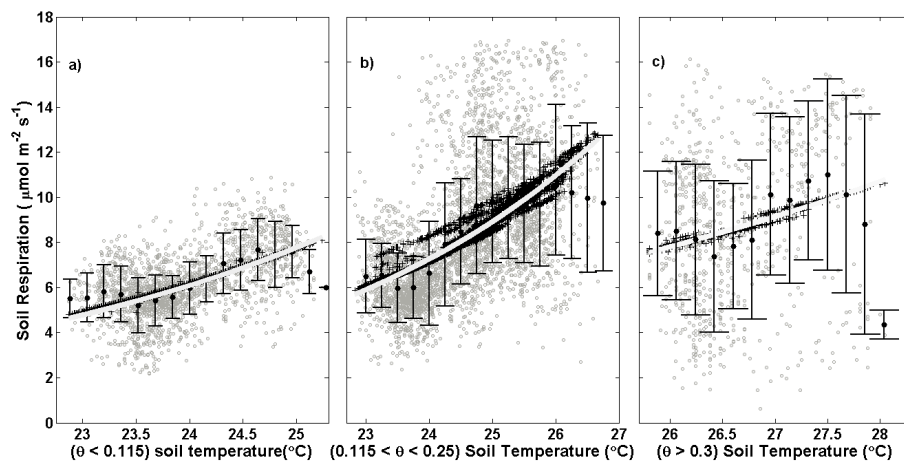 Soil Respiration ( μmol m⁻² s⁻¹)
18
16
14
12
10
8
6
4
2
0
a)
23 23.5 24 24.5 25
(θ < 0.115) soil temperature(°C)
b)
23 24 25 26 27
(0.115 < θ < 0.25) Soil Temperature (°C)
c)
26 26.5 27 27.5 28
(θ > 0.3) Soil Temperature (°C)